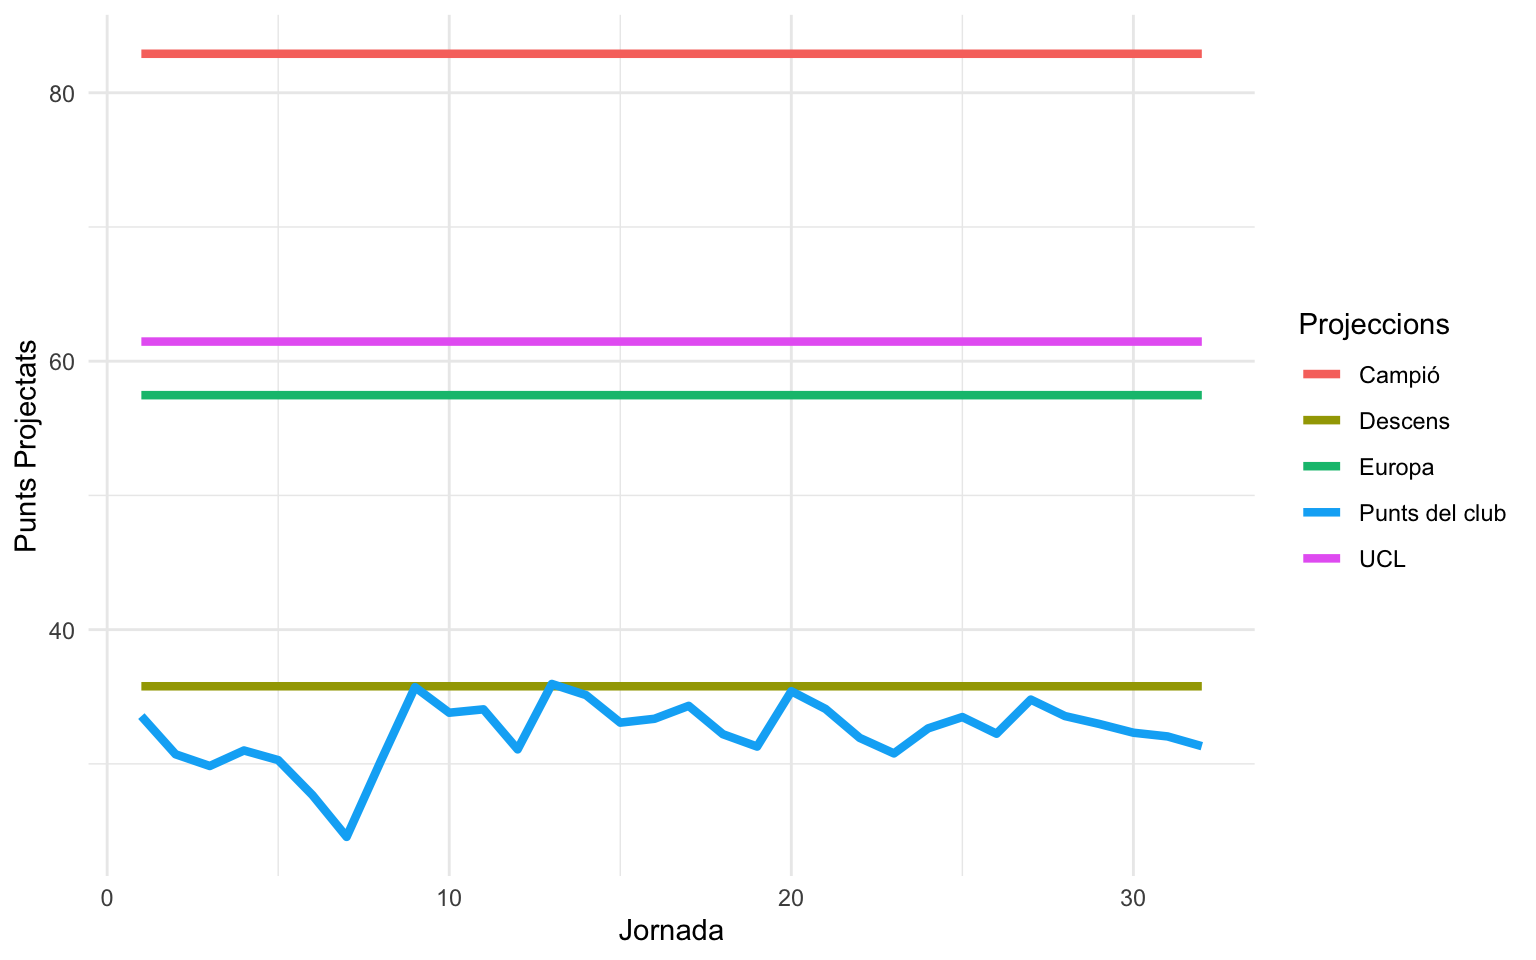 Punts Projectats
80
60
40
0
10
20
30
Jornada
Projeccions
Campió
Descens
Europa
Punts del club
UCL